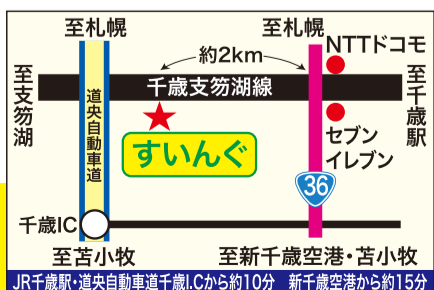 至札幌
至札幌
約2km
NTTドコモ
至支笏湖
千歳支笏湖線
至千歳駅
道央自動車道
すいんぐ
セブン
イレブン
36
千歳IC
至苫小牧
至新千歳空港・苫小牧
JR千歳駅・道央自動車道千歳I.Cから約10分 新千歳空港から約15分